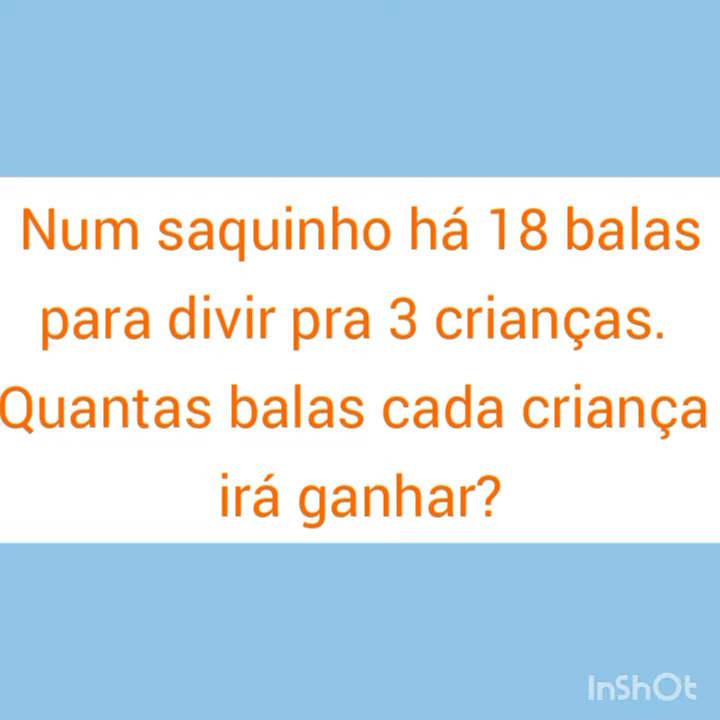 Num saquinho há 18 balas
para divir pra 3 crianças.
Quantas balas cada criança
irá ganhar?
InShOt